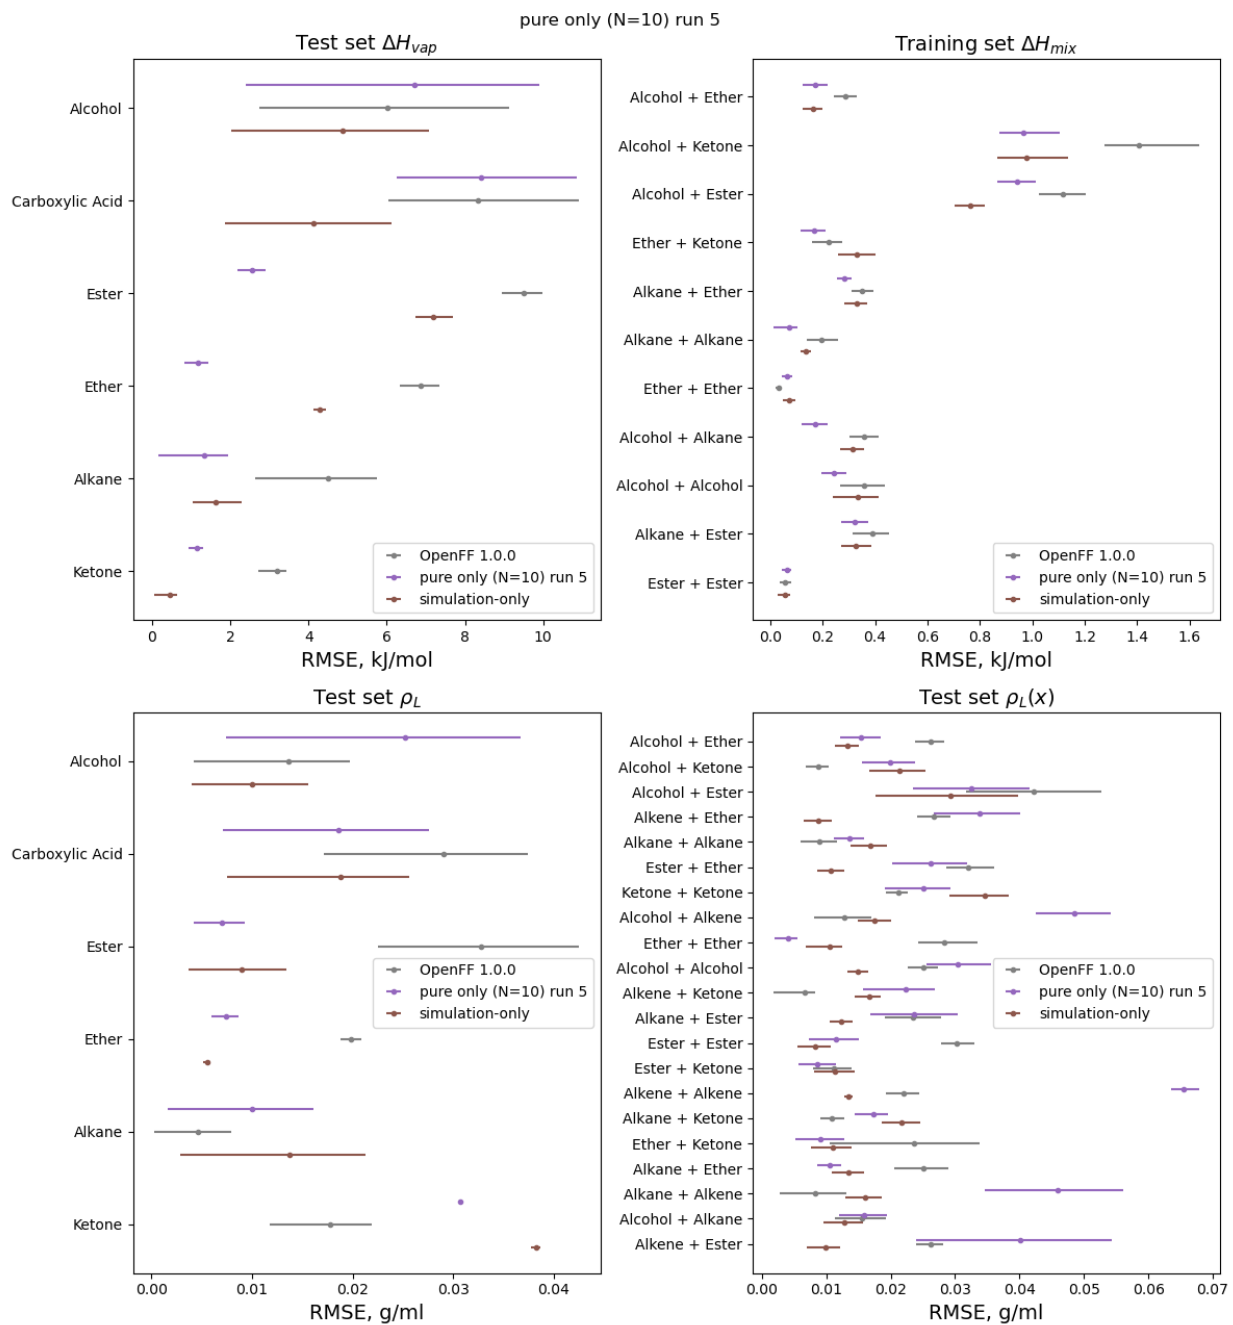 pure only (N=10) run 5
Test set ΔH_vap
Alcohol
Carboxylic Acid
Ester
Ether
Alkane
Ketone
OpenFF 1.0.0
pure only (N=10) run 5
simulation-only
0 2 4 6 8 10
RMSE, kJ/mol
Training set ΔH_mix
Alcohol + Ether
Alcohol + Ketone
Alcohol + Ester
Ether + Ketone
Alkane + Ether
Alkane + Alkane
Ether + Ether
Alcohol + Alkane
Alcohol + Alcohol
Alkane + Ester
Ester + Ester
OpenFF 1.0.0
pure only (N=10) run 5
simulation-only
0.0 0.2 0.4 0.6 0.8 1.0 1.2 1.4 1.6
RMSE, kJ/mol
Test set ρ_L
Alcohol
Carboxylic Acid
Ester
Ether
Alkane
Ketone
OpenFF 1.0.0
pure only (N=10) run 5
simulation-only
0.00 0.01 0.02 0.03 0.04
RMSE, g/ml
Test set ρ_L(x)
Alcohol + Ether
Alcohol + Ketone
Alcohol + Ester
Alkene + Ether
Alkane + Alkane
Ester + Ether
Ketone + Ketone
Alcohol + Alkene
Ether + Ether
Alcohol + Alcohol
Alkene + Ketone
Alkane + Ester
Ester + Ester
Ester + Ketone
Alkene + Alkene
Alkane + Ketone
Ether + Ketone
Alkane + Ether
Alkane + Alkene
Alcohol + Alkane
Alkene + Ester
OpenFF 1.0.0
pure only (N=10) run 5
simulation-only
0.00 0.01 0.02 0.03 0.04 0.05 0.06 0.07
RMSE, g/ml